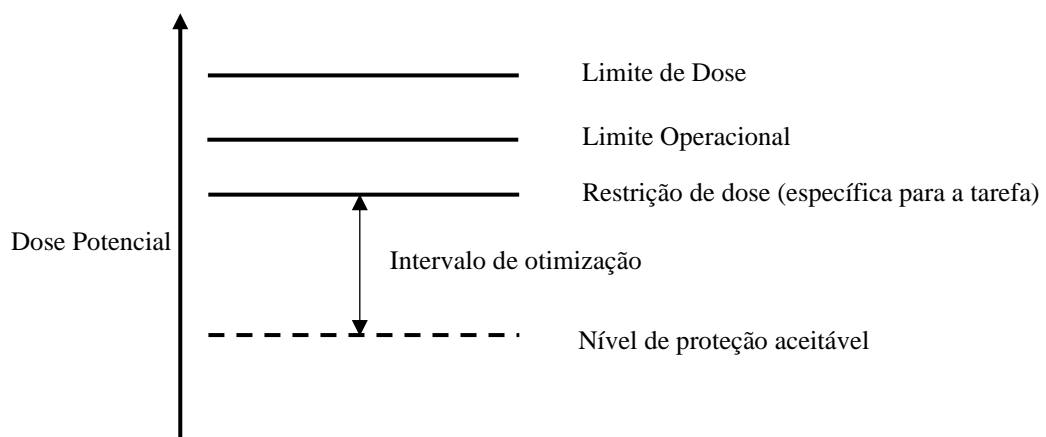 Limite de Dose
Limite Operacional
Restrição de dose (específica para a tarefa)
Dose Potencial
Intervalo de otimização
Nível de proteção aceitável